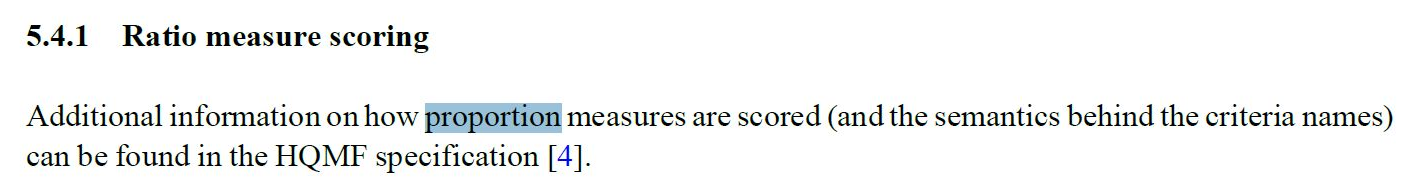 5.4.1 Ratio measure scoring
Additional information on how proportion measures are scored (and the semantics behind the criteria names)
can be found in the HQMF specification [4].